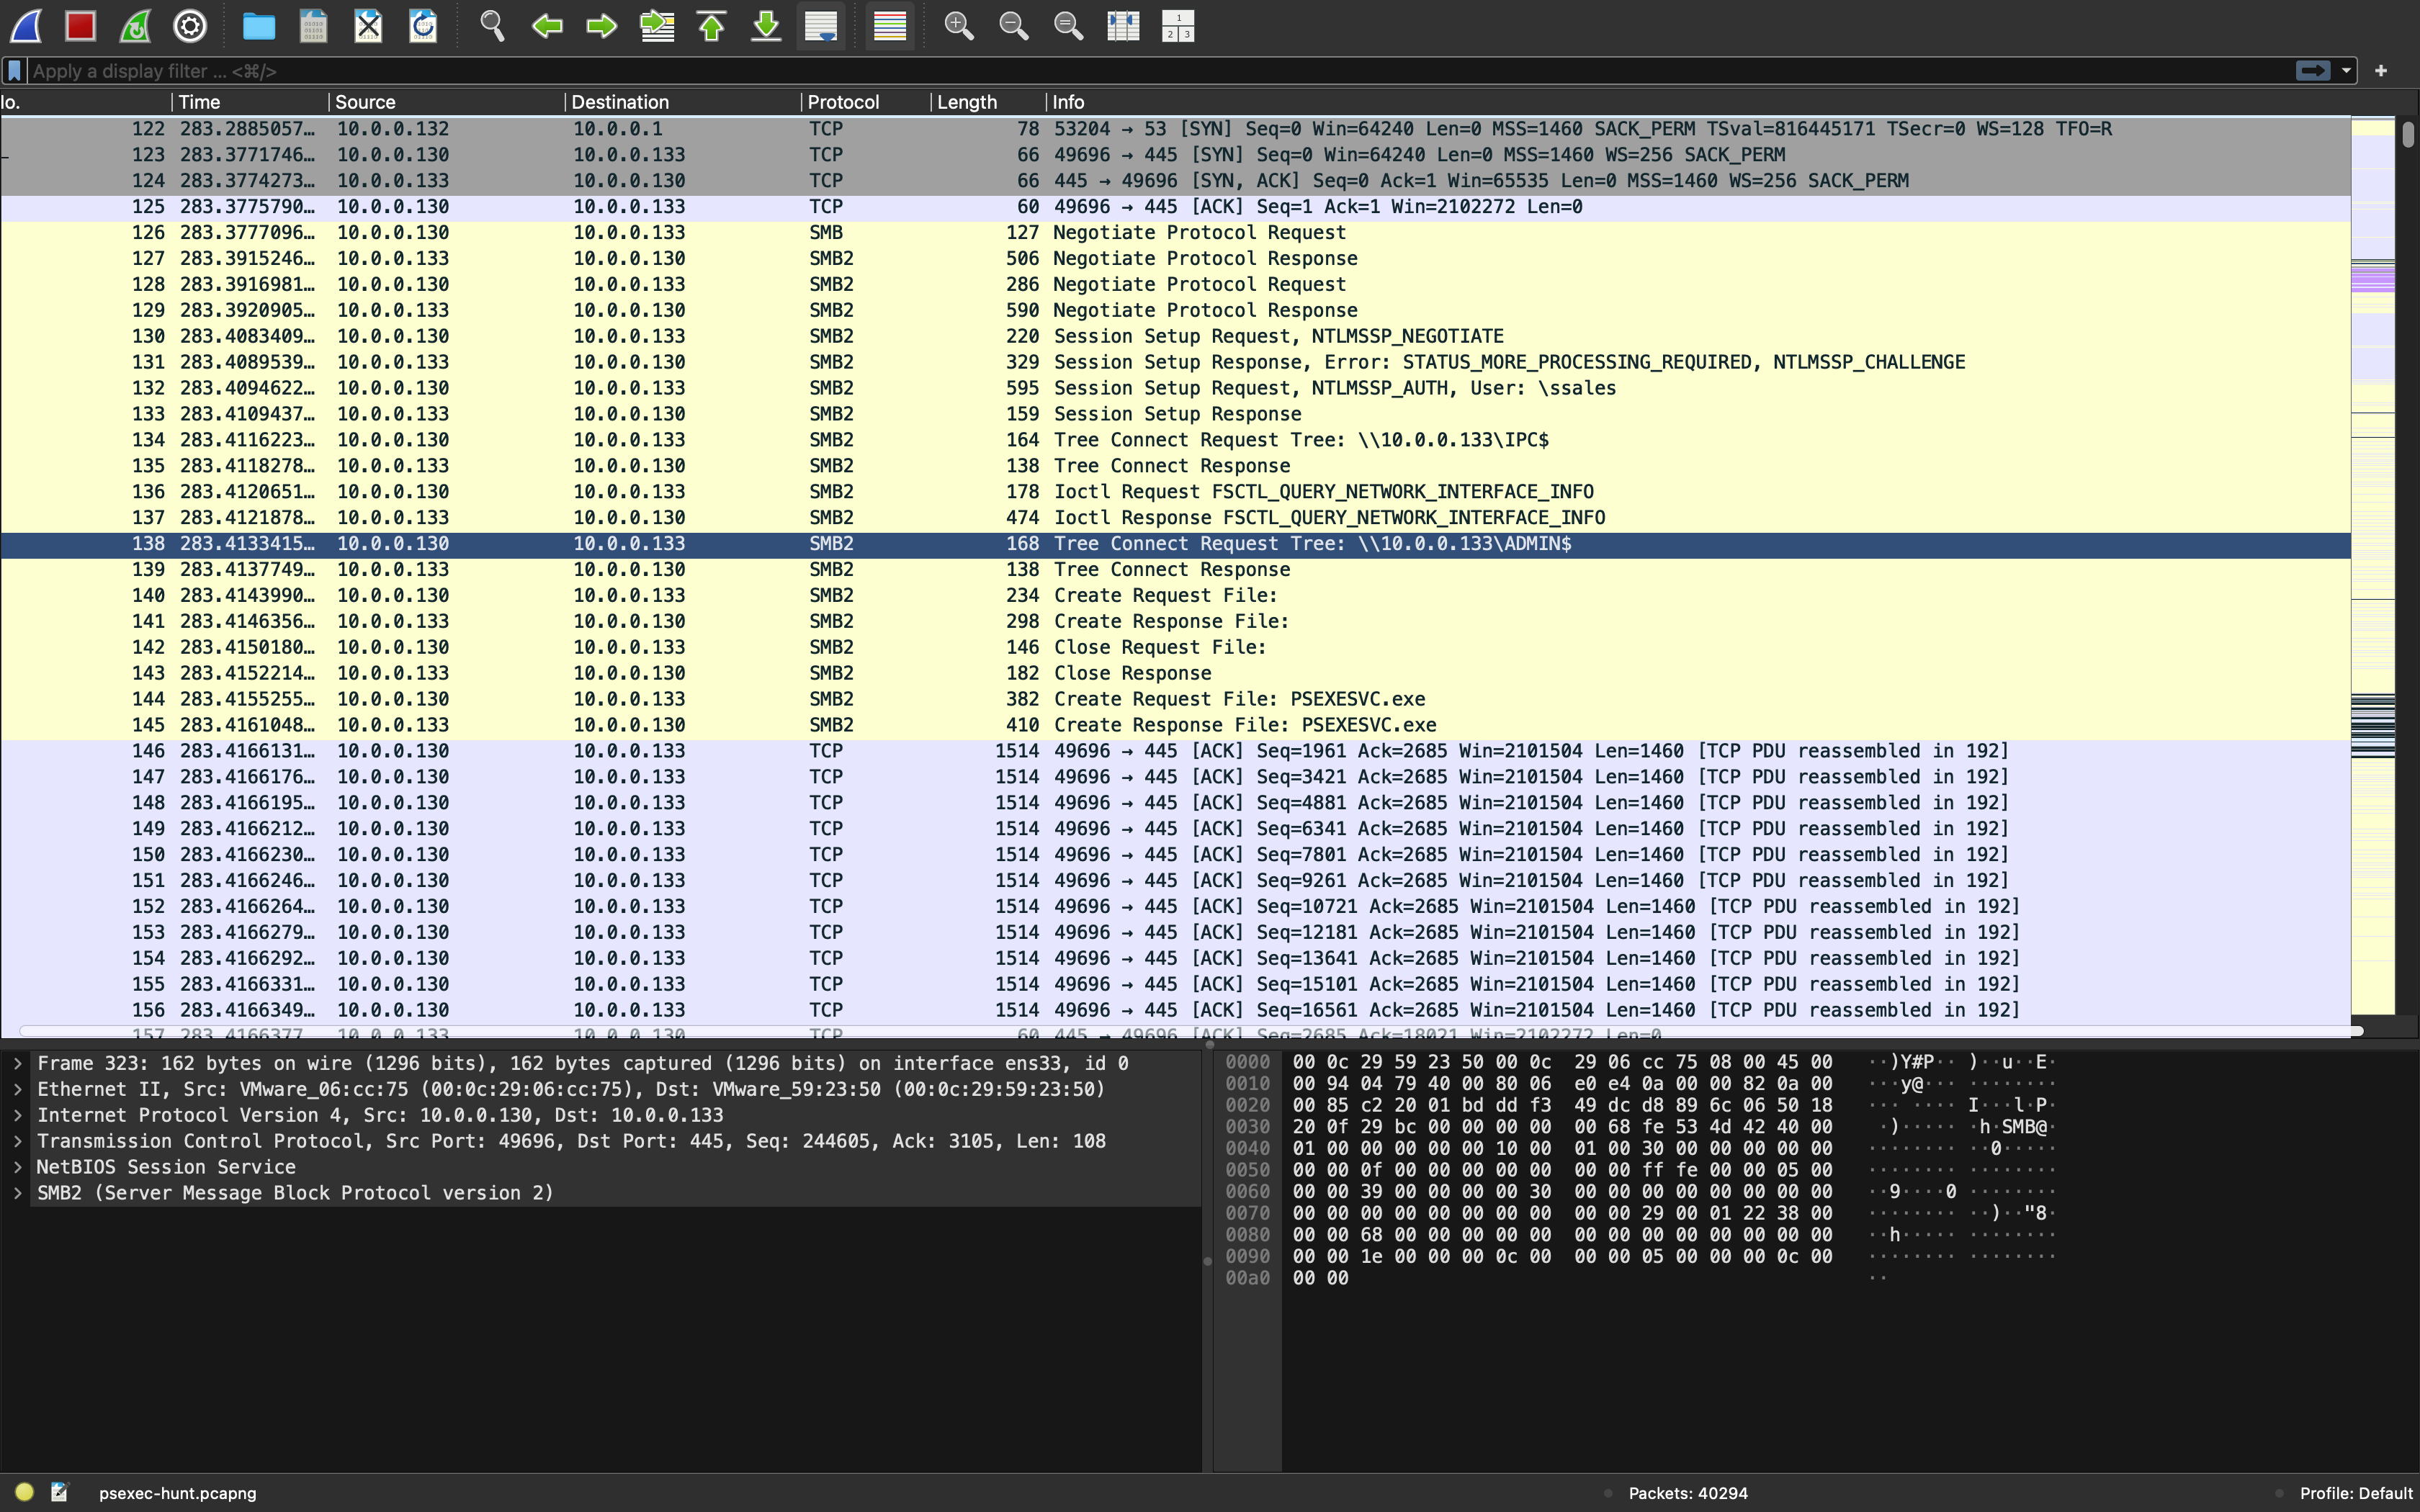 Apply a display filter ... <⌘/>
lo. Time Source Destination Protocol Length Info
122 283.2885057… 10.0.0.132 10.0.0.1 TCP 78 53204 → 53 [SYN] Seq=0 Win=64240 Len=0 MSS=1460 SACK_PERM TSval=816445171 TSecr=0 WS=128 TFO=R
123 283.3771746… 10.0.0.130 10.0.0.133 TCP 66 49696 → 445 [SYN] Seq=0 Win=64240 Len=0 MSS=1460 WS=256 SACK_PERM
124 283.3774273… 10.0.0.133 10.0.0.130 TCP 66 445 → 49696 [SYN, ACK] Seq=0 Ack=1 Win=65535 Len=0 MSS=1460 WS=256 SACK_PERM
125 283.3775790… 10.0.0.130 10.0.0.133 TCP 60 49696 → 445 [ACK] Seq=1 Ack=1 Win=2102272 Len=0
126 283.3777096… 10.0.0.130 10.0.0.133 SMB 127 Negotiate Protocol Request
127 283.3915246… 10.0.0.133 10.0.0.130 SMB2 506 Negotiate Protocol Response
128 283.3916981… 10.0.0.130 10.0.0.133 SMB2 286 Negotiate Protocol Request
129 283.3920905… 10.0.0.133 10.0.0.130 SMB2 590 Negotiate Protocol Response
130 283.4083409… 10.0.0.130 10.0.0.133 SMB2 220 Session Setup Request, NTLMSSP_NEGOTIATE
131 283.4089539… 10.0.0.133 10.0.0.130 SMB2 329 Session Setup Response, Error: STATUS_MORE_PROCESSING_REQUIRED, NTLMSSP_CHALLENGE
132 283.4094622… 10.0.0.130 10.0.0.133 SMB2 595 Session Setup Request, NTLMSSP_AUTH, User: \ssales
133 283.4109437… 10.0.0.133 10.0.0.130 SMB2 159 Session Setup Response
134 283.4116223… 10.0.0.130 10.0.0.133 SMB2 164 Tree Connect Request Tree: \\10.0.0.133\IPC$
135 283.4118278… 10.0.0.133 10.0.0.130 SMB2 138 Tree Connect Response
136 283.4120651… 10.0.0.130 10.0.0.133 SMB2 178 Ioctl Request FSCTL_QUERY_NETWORK_INTERFACE_INFO
137 283.4121878… 10.0.0.133 10.0.0.130 SMB2 474 Ioctl Response FSCTL_QUERY_NETWORK_INTERFACE_INFO
138 283.4133415… 10.0.0.130 10.0.0.133 SMB2 168 Tree Connect Request Tree: \\10.0.0.133\ADMIN$
139 283.4137749… 10.0.0.133 10.0.0.130 SMB2 138 Tree Connect Response
140 283.4143990… 10.0.0.130 10.0.0.133 SMB2 234 Create Request File:
141 283.4146356… 10.0.0.133 10.0.0.130 SMB2 298 Create Response File:
142 283.4150180… 10.0.0.130 10.0.0.133 SMB2 146 Close Request File:
143 283.4152214… 10.0.0.133 10.0.0.130 SMB2 182 Close Response
144 283.4155255… 10.0.0.130 10.0.0.133 SMB2 382 Create Request File: PSEXESVC.exe
145 283.4161048… 10.0.0.133 10.0.0.130 SMB2 410 Create Response File: PSEXESVC.exe
146 283.4166131… 10.0.0.130 10.0.0.133 TCP 1514 49696 → 445 [ACK] Seq=1961 Ack=2685 Win=2101504 Len=1460 [TCP PDU reassembled in 192]
147 283.4166176… 10.0.0.130 10.0.0.133 TCP 1514 49696 → 445 [ACK] Seq=3421 Ack=2685 Win=2101504 Len=1460 [TCP PDU reassembled in 192]
148 283.4166195… 10.0.0.130 10.0.0.133 TCP 1514 49696 → 445 [ACK] Seq=4881 Ack=2685 Win=2101504 Len=1460 [TCP PDU reassembled in 192]
149 283.4166212… 10.0.0.130 10.0.0.133 TCP 1514 49696 → 445 [ACK] Seq=6341 Ack=2685 Win=2101504 Len=1460 [TCP PDU reassembled in 192]
150 283.4166230… 10.0.0.130 10.0.0.133 TCP 1514 49696 → 445 [ACK] Seq=7801 Ack=2685 Win=2101504 Len=1460 [TCP PDU reassembled in 192]
151 283.4166246… 10.0.0.130 10.0.0.133 TCP 1514 49696 → 445 [ACK] Seq=9261 Ack=2685 Win=2101504 Len=1460 [TCP PDU reassembled in 192]
152 283.4166264… 10.0.0.130 10.0.0.133 TCP 1514 49696 → 445 [ACK] Seq=10721 Ack=2685 Win=2101504 Len=1460 [TCP PDU reassembled in 192]
153 283.4166279… 10.0.0.130 10.0.0.133 TCP 1514 49696 → 445 [ACK] Seq=12181 Ack=2685 Win=2101504 Len=1460 [TCP PDU reassembled in 192]
154 283.4166292… 10.0.0.130 10.0.0.133 TCP 1514 49696 → 445 [ACK] Seq=13641 Ack=2685 Win=2101504 Len=1460 [TCP PDU reassembled in 192]
155 283.4166331… 10.0.0.130 10.0.0.133 TCP 1514 49696 → 445 [ACK] Seq=15101 Ack=2685 Win=2101504 Len=1460 [TCP PDU reassembled in 192]
156 283.4166349… 10.0.0.130 10.0.0.133 TCP 1514 49696 → 445 [ACK] Seq=16561 Ack=2685 Win=2101504 Len=1460 [TCP PDU reassembled in 192]
157 283.4166377 10.0.0.133 10.0.0.130 TCP 60 445 → 49696 [ACK] Seq=2685 Ack=18021 Win=2102272 Len=0
Frame 323: 162 bytes on wire (1296 bits), 162 bytes captured (1296 bits) on interface ens33, id 0
Ethernet II, Src: VMware_06:cc:75 (00:0c:29:06:cc:75), Dst: VMware_59:23:50 (00:0c:29:59:23:50)
Internet Protocol Version 4, Src: 10.0.0.130, Dst: 10.0.0.133
Transmission Control Protocol, Src Port: 49696, Dst Port: 445, Seq: 244605, Ack: 3105, Len: 108
NetBIOS Session Service
SMB2 (Server Message Block Protocol version 2)
0000 00 0c 29 59 23 50 00 0c 29 06 cc 75 08 00 45 00 ··)Y#P·· )··u··E·
0010 00 94 04 79 40 00 80 06 e0 e4 0a 00 00 82 0a 00 ···y@··· ········
0020 00 85 c2 20 01 bd dd f3 49 dc d8 89 6c 06 50 18 ··· ···· I···l·P·
0030 20 0f 29 bc 00 00 00 00 00 68 fe 53 4d 42 40 00  ·)····· ·h·SMB@·
0040 01 00 00 00 00 00 10 00 01 00 30 00 00 00 00 00 ········ ··0·····
0050 00 00 0f 00 00 00 00 00 00 00 ff fe 00 00 05 00 ········ ········
0060 00 00 39 00 00 00 00 30 00 00 00 00 00 00 00 00 ··9····0 ········
0070 00 00 00 00 00 00 00 00 00 00 29 00 01 22 38 00 ········ ··)··"8·
0080 00 00 68 00 00 00 00 00 00 00 00 00 00 00 00 00 ··h····· ········
0090 00 00 1e 00 00 00 0c 00 00 00 05 00 00 00 0c 00 ········ ········
00a0 00 00 ··
psexec-hunt.pcapng Packets: 40294 Profile: Default